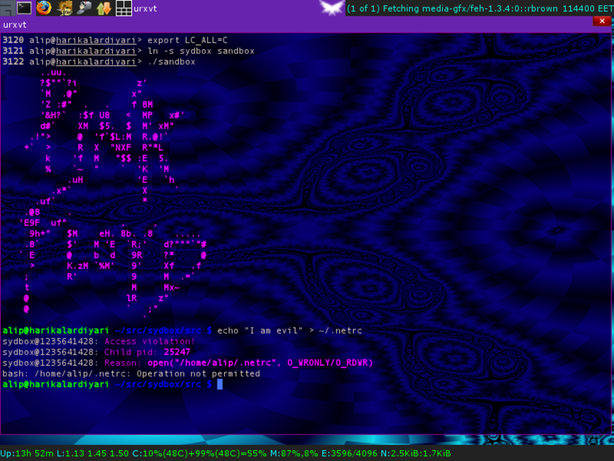 urxvt
(1 of 1) Fetching media-gfx/feh-1.3.4:0::rbrown 114400 EET
urxvt
3120 alip@harikalardiyari> export LC_ALL=C
3121 alip@harikalardiyari> ln -s sydbox sandbox
3122 alip@harikalardiyari> ./sandbox
alip@harikalardiyari ~/src/sydbox/src $ echo "I am evil" > ~/.netrc
sydbox@1235641428: Access violation!
sydbox@1235641428: Child pid: 25247
sydbox@1235641428: Reason: open("/home/alip/.netrc", O_WRONLY/O_RDWR)
bash: /home/alip/.netrc: Operation not permitted
alip@harikalardiyari ~/src/sydbox/src $
Up:13h 52m L:1.13 1.45 1.50 C:10%(48C)+99%(48C)=55% M:87%,8% E:3596/4096 N:2.5KiB:1.7KiB